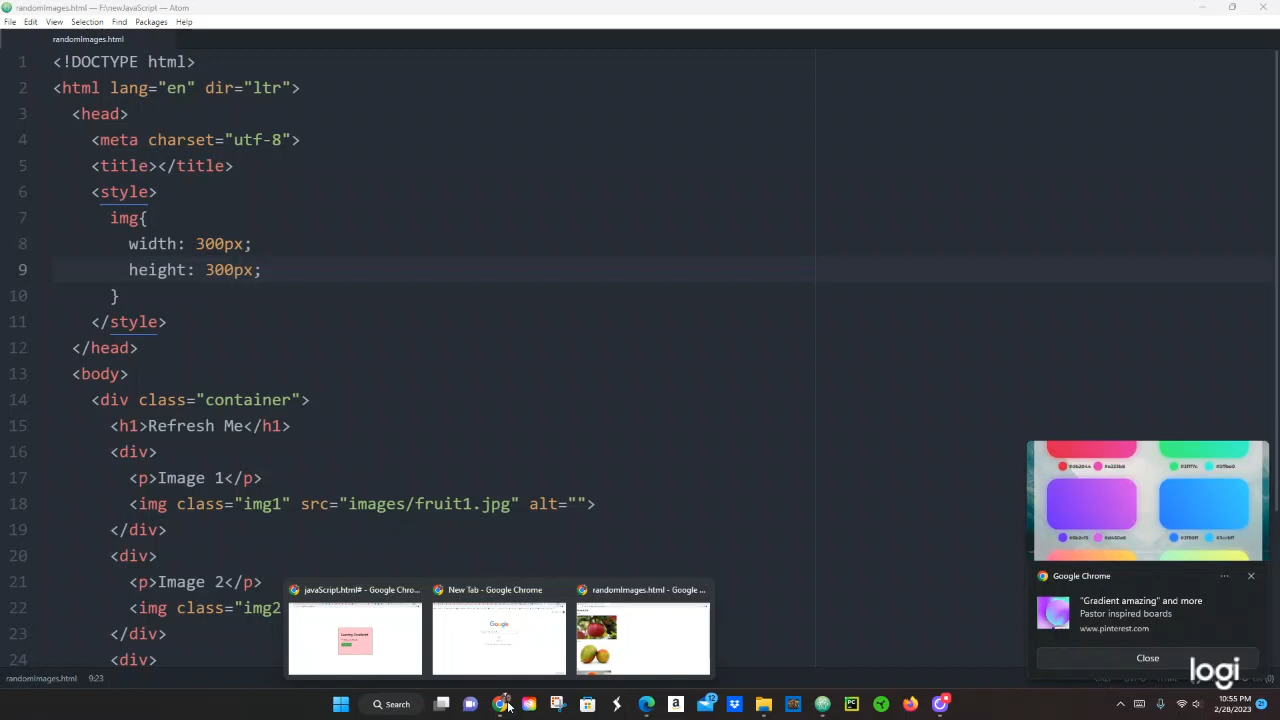 randomImages.html — F:\newJavaScript — Atom
File Edit View Selection Find Packages Help
randomImages.html
1 <!DOCTYPE html>
2 <html lang="en" dir="ltr">
3 <head>
4 <meta charset="utf-8">
5 <title></title>
6 <style>
7 img{
8 width: 300px;
9 height: 300px;
10 }
11 </style>
12 </head>
13 <body>
14 <div class="container">
15 <h1>Refresh Me</h1>
16 <div>
17 <p>Image 1</p>
18 <img class="img1" src="images/fruit1.jpg" alt="">
19 </div>
20 <div>
21 <p>Image 2</p>
22 <img class="img2
23 </div>
24 <div>
javaScript.html# - Google Chro...
New Tab - Google Chrome
randomImages.html - Google ...
Google
Google Chrome
"Gradient amazing" and more
Pastor inspired boards
www.pinterest.com
Close
logi
randomImages.html 9:23
Search
12
PC
10:55 PM
2/28/2023